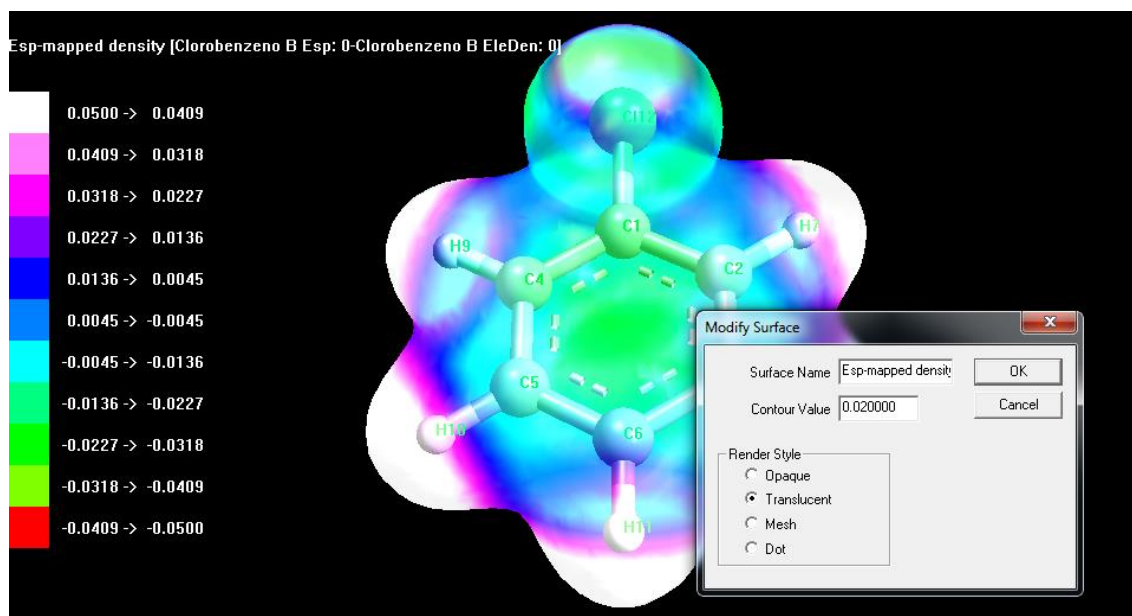 Esp-mapped density [Clorobenzeno B Esp: 0-Clorobenzeno B EleDen: 0]
0.0500 -> 0.0409
0.0409 -> 0.0318
0.0318 -> 0.0227
0.0227 -> 0.0136
0.0136 -> 0.0045
0.0045 -> -0.0045
-0.0045 -> -0.0136
-0.0136 -> -0.0227
-0.0227 -> -0.0318
-0.0318 -> -0.0409
-0.0409 -> -0.0500
Cl12
C1
H9
H7
C4
C2
C5
H10
C6
H11
Modify Surface
Surface Name Esp-mapped density OK
Contour Value 0.020000 Cancel
Render Style
Opaque
Translucent
Mesh
Dot